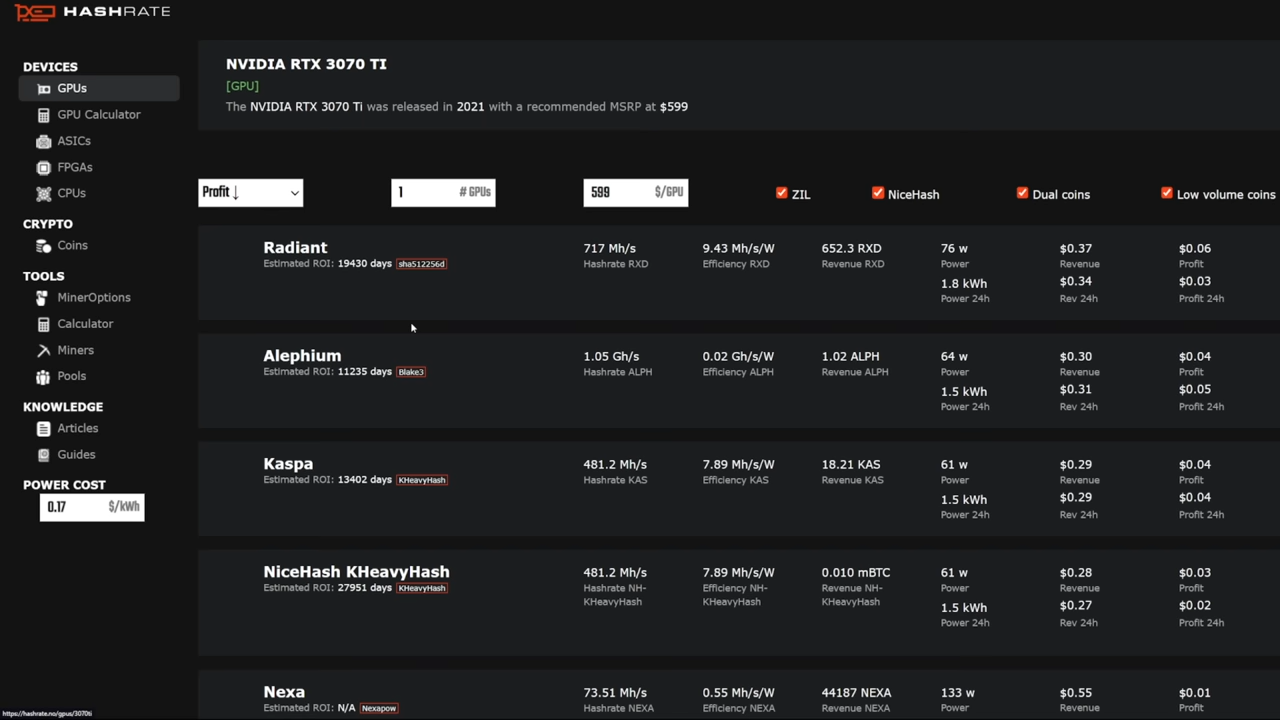 HASHRATE
DEVICES
GPUs
GPU Calculator
ASICs
FPGAs
CPUs
CRYPTO
Coins
TOOLS
MinerOptions
Calculator
Miners
Pools
KNOWLEDGE
Articles
Guides
POWER COST
0.17 $/kWh
NVIDIA RTX 3070 TI
[GPU]
The NVIDIA RTX 3070 Ti was released in 2021 with a recommended MSRP at $599
Profit ↓ 1 # GPUs 599 $/GPU ZIL NiceHash Dual coins Low volume coins
Radiant 717 Mh/s 9.43 Mh/s/W 652.3 RXD 76 w $0.37 $0.06
Estimated ROI: 19430 days sha512256d Hashrate RXD Efficiency RXD Revenue RXD Power Revenue Profit
1.8 kWh $0.34 $0.03
Power 24h Rev 24h Profit 24h
Alephium 1.05 Gh/s 0.02 Gh/s/W 1.02 ALPH 64 w $0.30 $0.04
Estimated ROI: 11235 days Blake3 Hashrate ALPH Efficiency ALPH Revenue ALPH Power Revenue Profit
1.5 kWh $0.31 $0.05
Power 24h Rev 24h Profit 24h
Kaspa 481.2 Mh/s 7.89 Mh/s/W 18.21 KAS 61 w $0.29 $0.04
Estimated ROI: 13402 days KHeavyHash Hashrate KAS Efficiency KAS Revenue KAS Power Revenue Profit
1.5 kWh $0.29 $0.04
Power 24h Rev 24h Profit 24h
NiceHash KHeavyHash 481.2 Mh/s 7.89 Mh/s/W 0.010 mBTC 61 w $0.28 $0.03
Estimated ROI: 27951 days KHeavyHash Hashrate NH- Efficiency NH- Revenue NH- Power Revenue Profit
KHeavyHash KHeavyHash KHeavyHash 1.5 kWh $0.27 $0.02
Power 24h Rev 24h Profit 24h
Nexa 73.51 Mh/s 0.55 Mh/s/W 44187 NEXA 133 w $0.55 $0.01
Estimated ROI: N/A Nexapow Hashrate NEXA Efficiency NEXA Revenue NEXA Power Revenue Profit
https://hashrate.no/gpus/3070ti